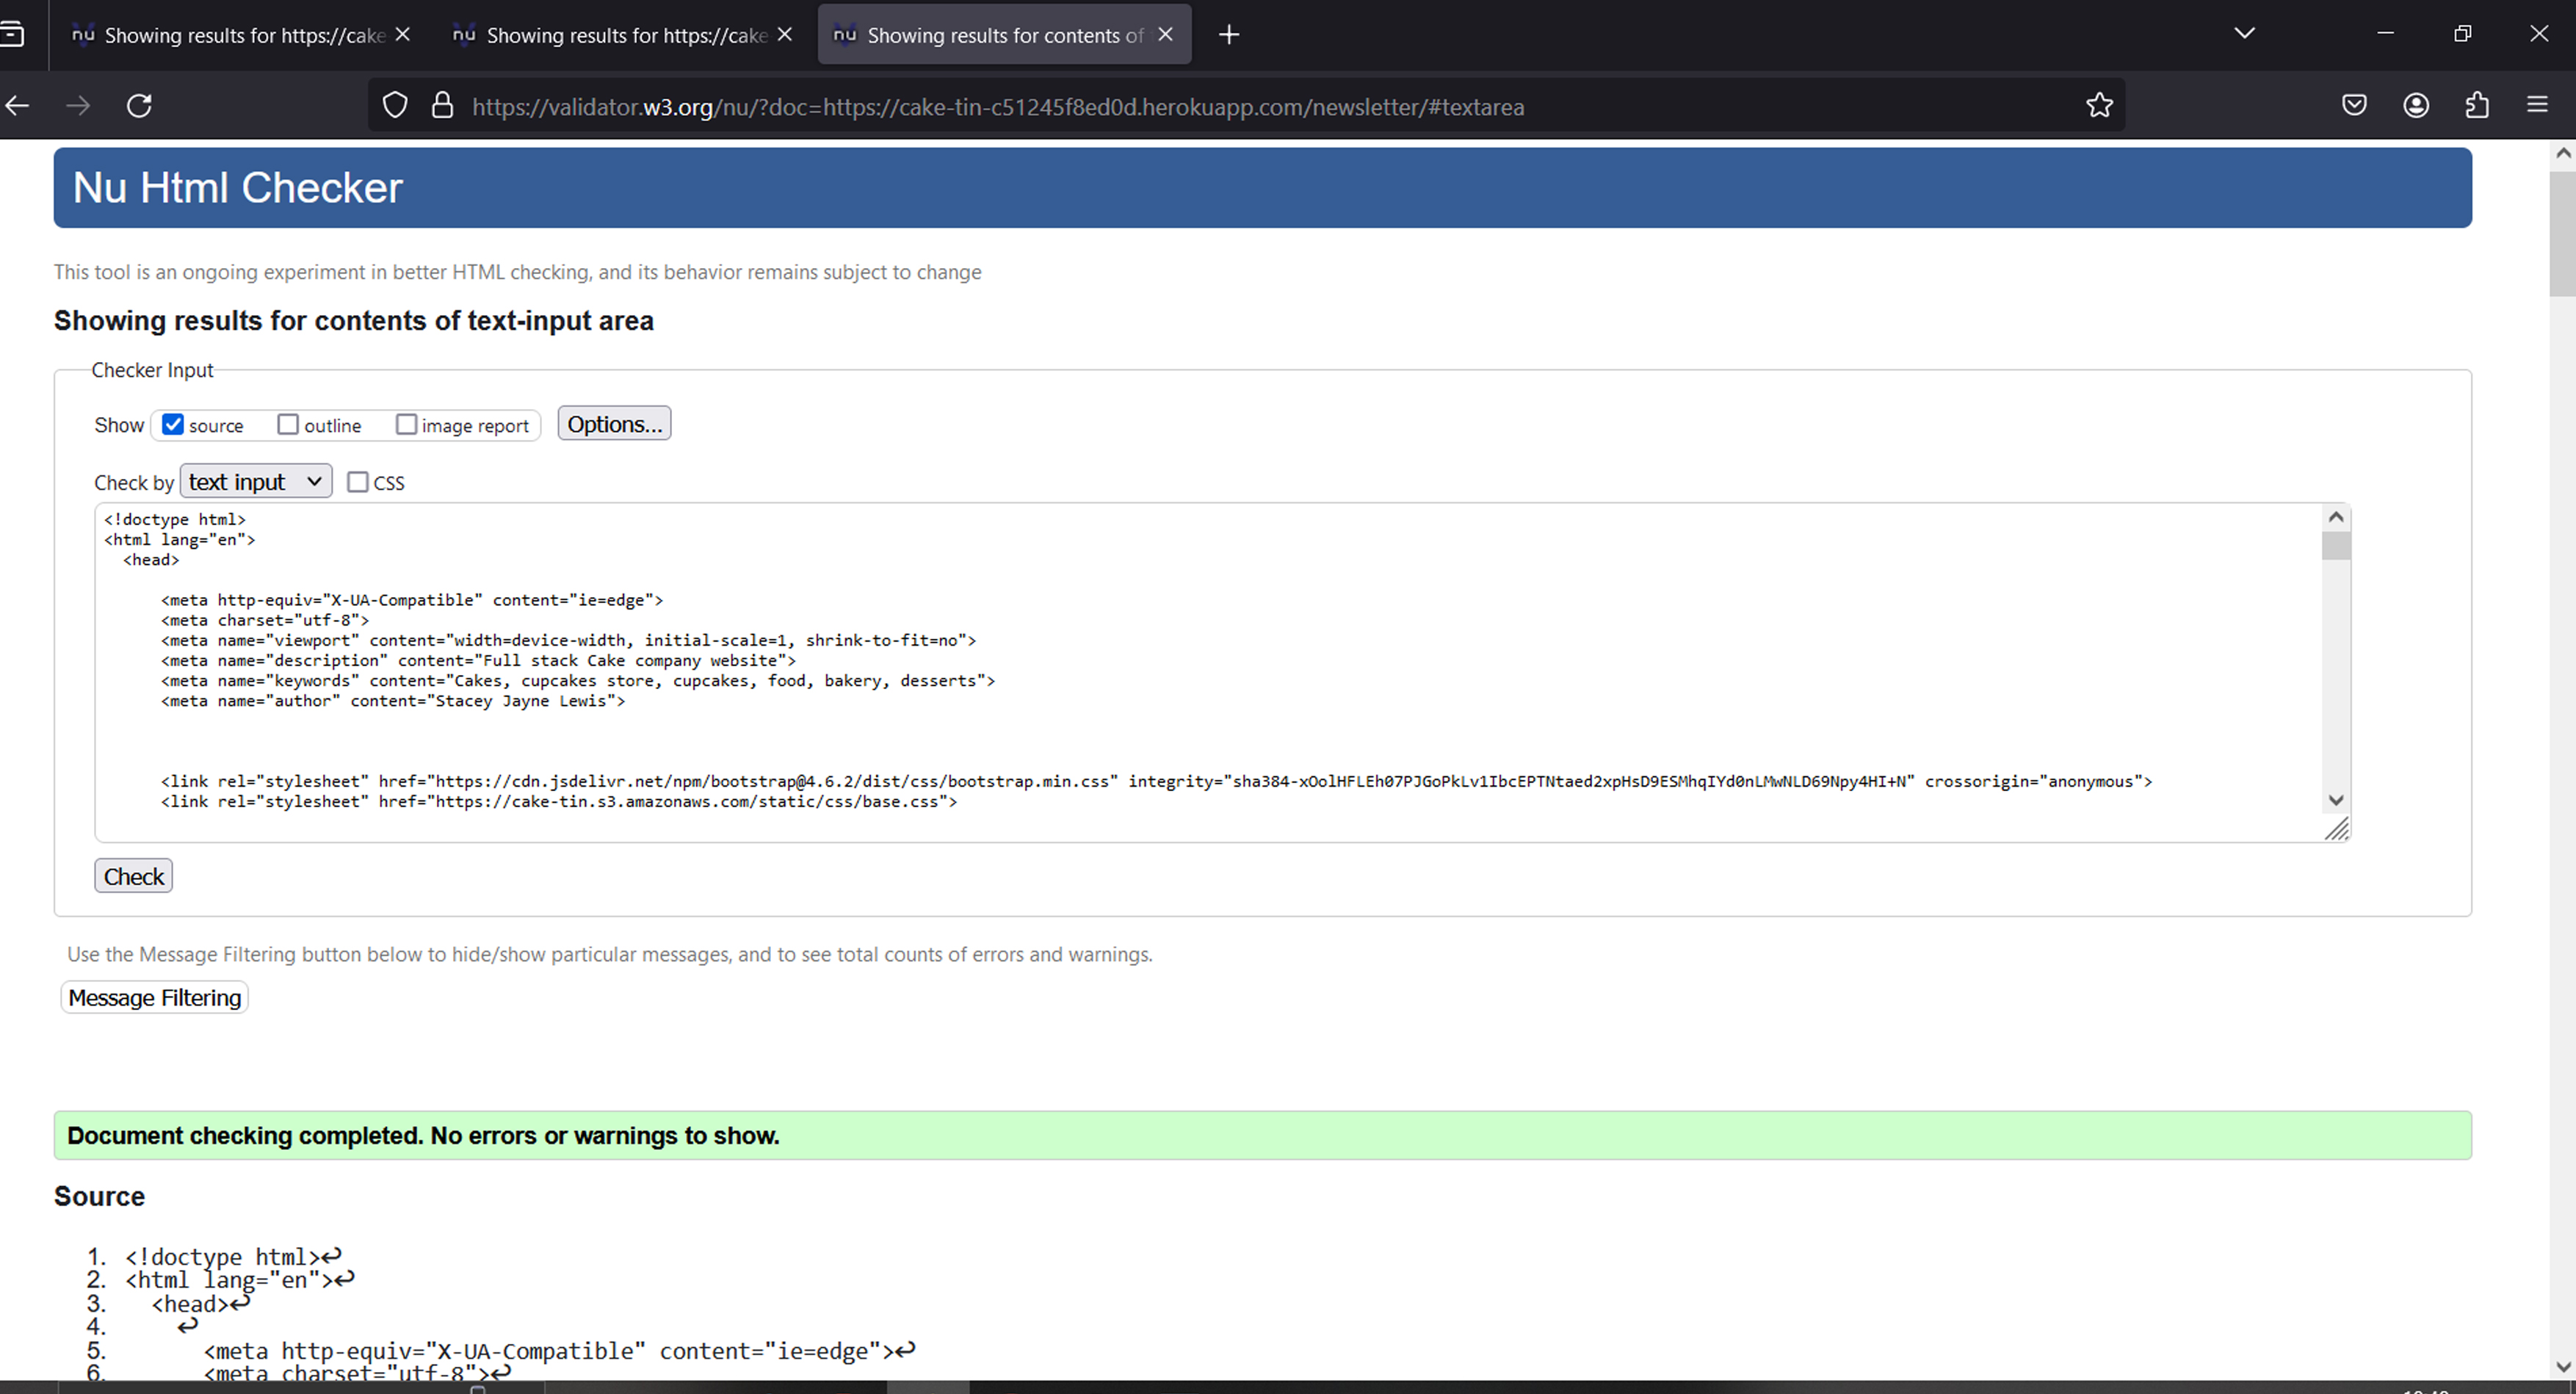 nu Showing results for https://cake
nu Showing results for https://cake
nu Showing results for contents of
https://validator.w3.org/nu/?doc=https://cake-tin-c51245f8ed0d.herokuapp.com/newsletter/#textarea
Nu Html Checker
This tool is an ongoing experiment in better HTML checking, and its behavior remains subject to change
Showing results for contents of text-input area
Checker Input
Show source outline image report Options...
Check by text input CSS
<!doctype html>
<html lang="en">
<head>
<meta http-equiv="X-UA-Compatible" content="ie=edge">
<meta charset="utf-8">
<meta name="viewport" content="width=device-width, initial-scale=1, shrink-to-fit=no">
<meta name="description" content="Full stack Cake company website">
<meta name="keywords" content="Cakes, cupcakes store, cupcakes, food, bakery, desserts">
<meta name="author" content="Stacey Jayne Lewis">
<link rel="stylesheet" href="https://cdn.jsdelivr.net/npm/bootstrap@4.6.2/dist/css/bootstrap.min.css" integrity="sha384-xOolHFLEh07PJGoPkLv1IbcEPTNtaed2xpHsD9ESMhqIYd0nLMwNLD69Npy4HI+N" crossorigin="anonymous">
<link rel="stylesheet" href="https://cake-tin.s3.amazonaws.com/static/css/base.css">
Check
Use the Message Filtering button below to hide/show particular messages, and to see total counts of errors and warnings.
Message Filtering
Document checking completed. No errors or warnings to show.
Source
1. <!doctype html>↩
2. <html lang="en">↩
3. <head>↩
4. ↩
5. <meta http-equiv="X-UA-Compatible" content="ie=edge">↩
6. <meta charset="utf-8">↩